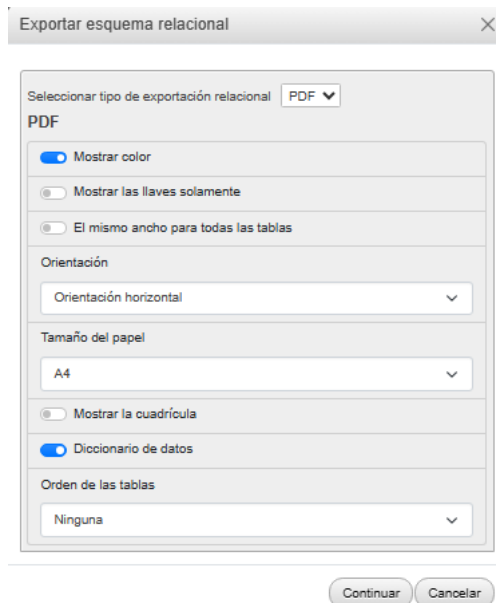 Exportar esquema relacional
Seleccionar tipo de exportación relacional PDF
PDF
Mostrar color
Mostrar las llaves solamente
El mismo ancho para todas las tablas
Orientación
Orientación horizontal
Tamaño del papel
A4
Mostrar la cuadrícula
Diccionario de datos
Orden de las tablas
Ninguna
Continuar Cancelar